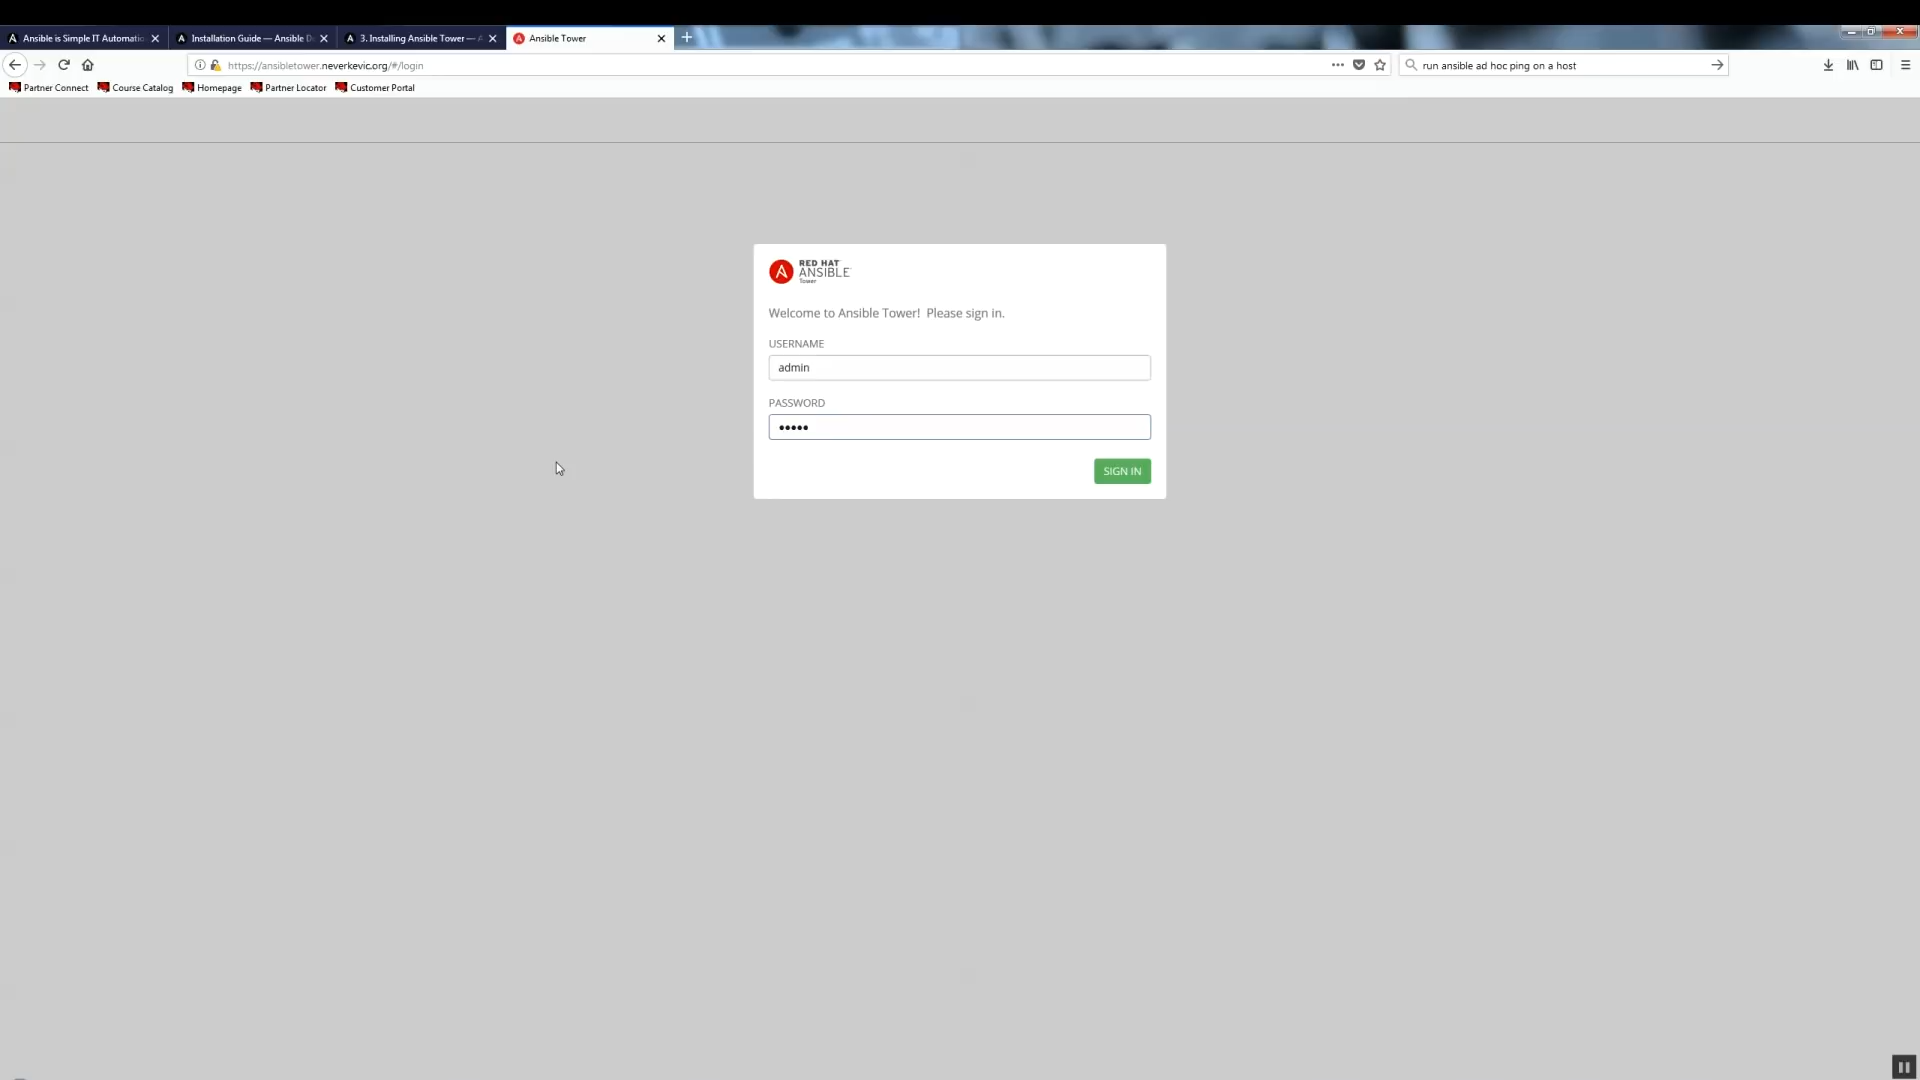 Ansible is Simple IT Automatio
Installation Guide — Ansible D
3. Installing Ansible Tower — A
Ansible Tower
https://ansibletower.neverkevic.org/#/login
run ansible ad hoc ping on a host
Partner Connect
Course Catalog
Homepage
Partner Locator
Customer Portal
RED HAT
ANSIBLE
Tower
Welcome to Ansible Tower! Please sign in.
USERNAME
admin
PASSWORD
SIGN IN